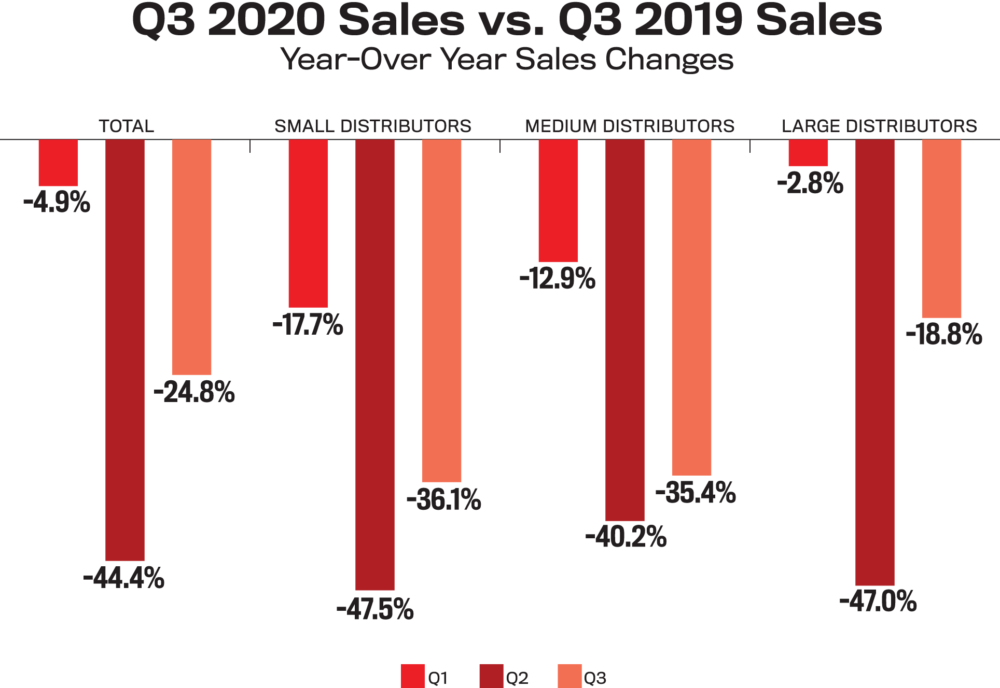 Q3 2020 Sales vs. Q3 2019 Sales
Year-Over Year Sales Changes
TOTAL
SMALL DISTRIBUTORS
MEDIUM DISTRIBUTORS
LARGE DISTRIBUTORS
-4.9%
-44.4%
-24.8%
-17.7%
-47.5%
-36.1%
-12.9%
-40.2%
-35.4%
-2.8%
-47.0%
-18.8%
Q1
Q2
Q3